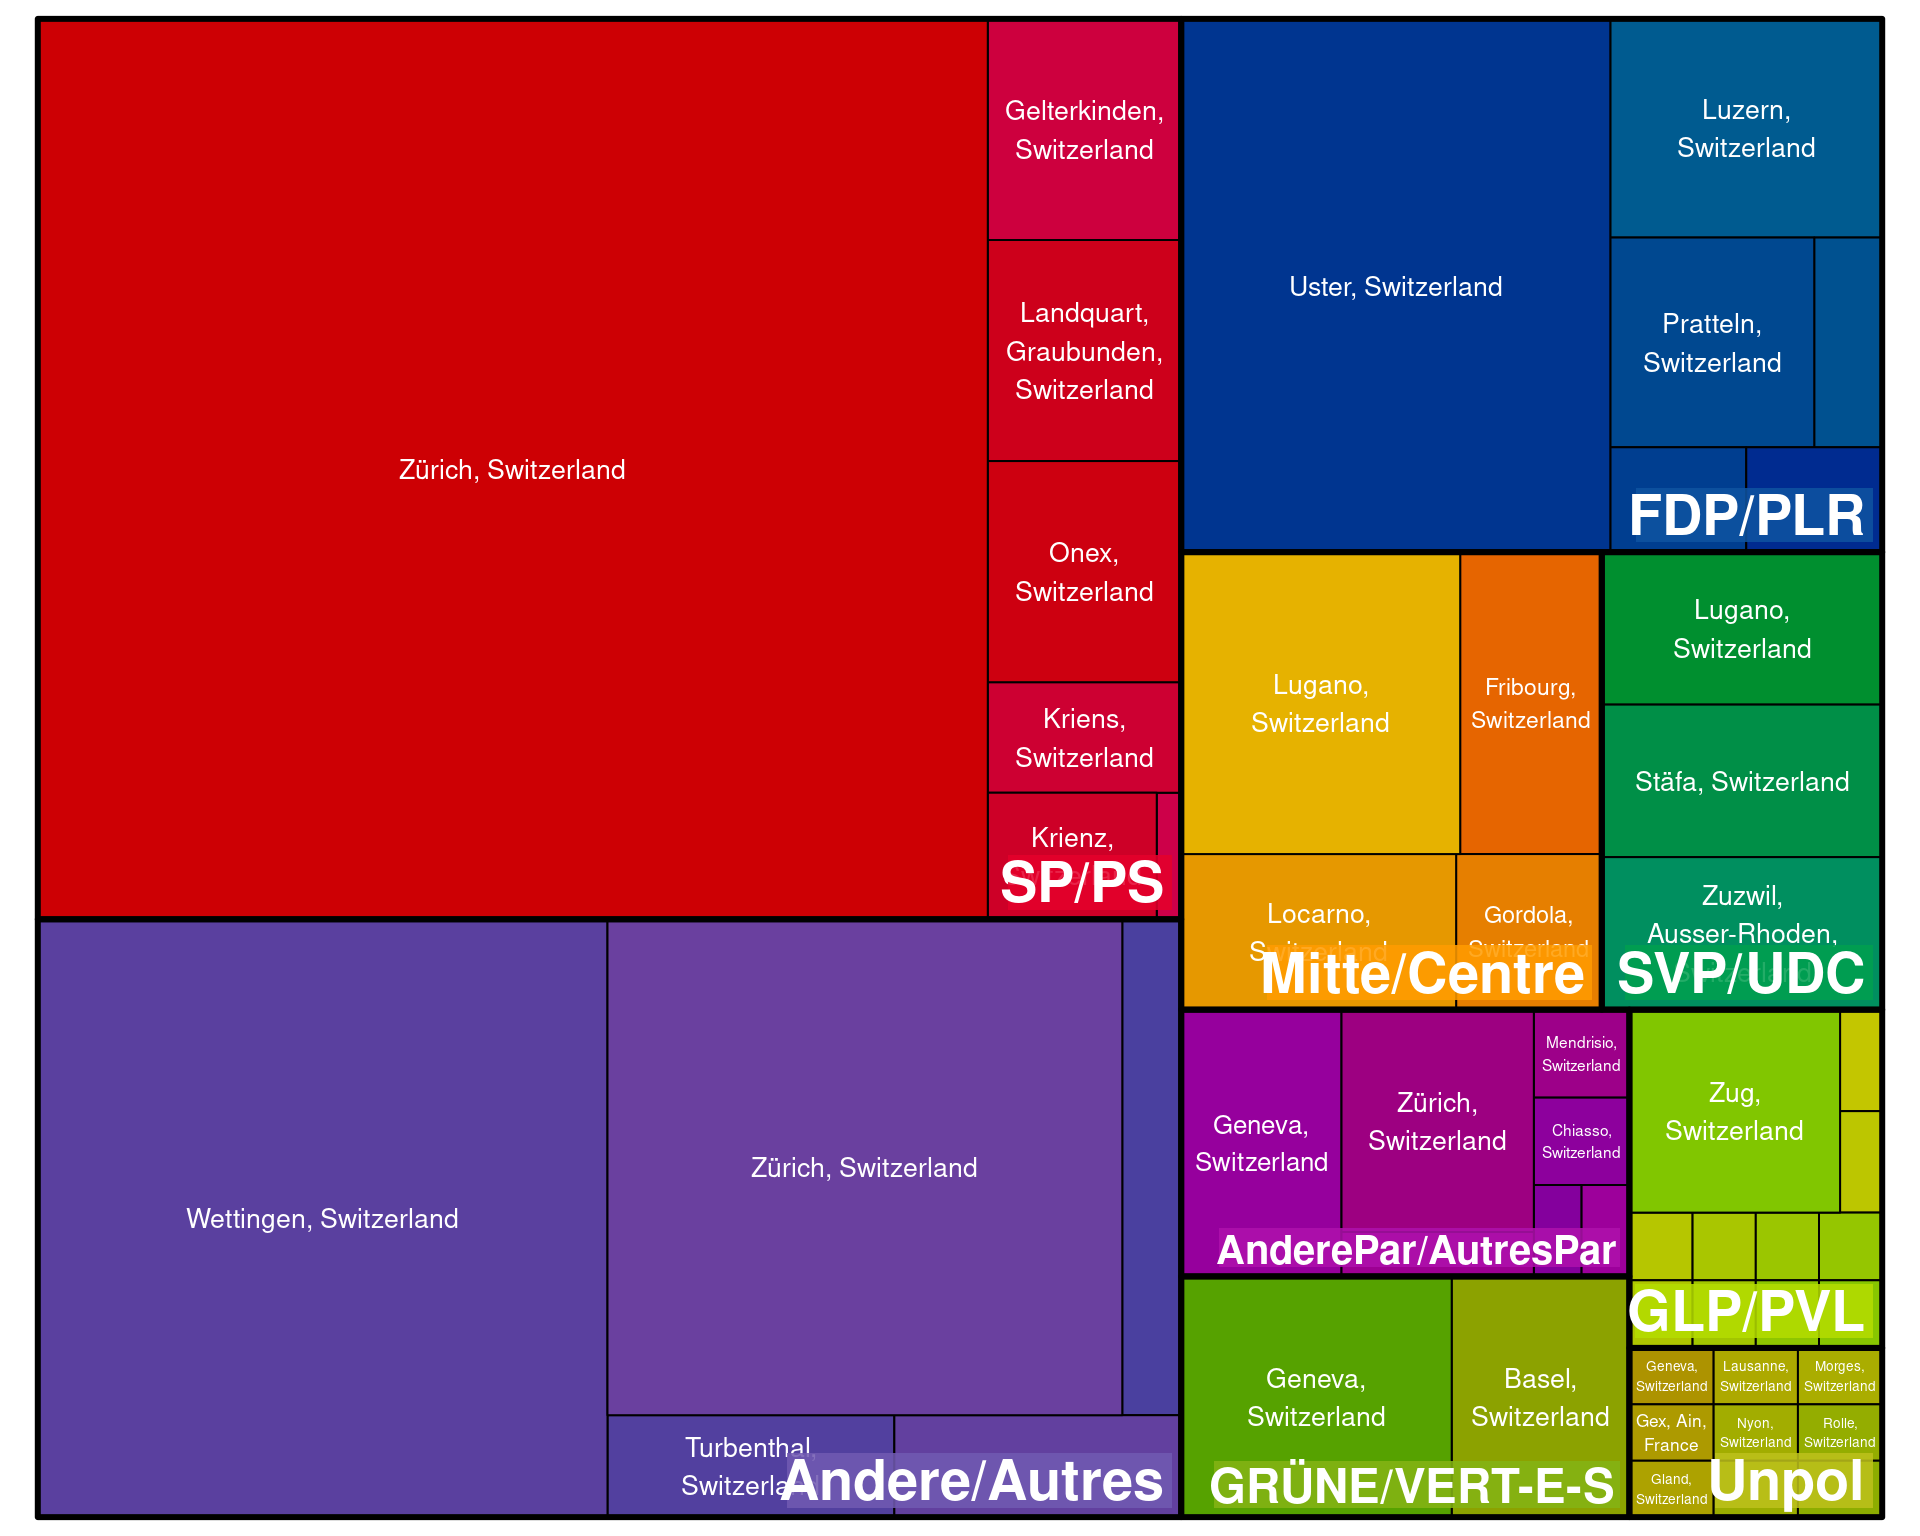 Zürich, Switzerland
Gelterkinden,
Switzerland
Landquart,
Graubunden,
Switzerland
Onex,
Switzerland
Kriens,
Switzerland
Krienz,
SP/PS
Wettingen, Switzerland
Zürich, Switzerland
Turbenthal,
Switzerland
Andere/Autres
Uster, Switzerland
Luzern,
Switzerland
Pratteln,
Switzerland
FDP/PLR
Lugano,
Switzerland
Fribourg,
Switzerland
Locarno,
Switzerland
Gordola,
Switzerland
Mitte/Centre
Lugano,
Switzerland
Stäfa, Switzerland
Zuzwil,
Ausser-Rhoden,
Switzerland
SVP/UDC
Geneva,
Switzerland
Zürich,
Switzerland
Mendrisio,
Switzerland
Chiasso,
Switzerland
AnderePar/AutresPar
Zug,
Switzerland
GLP/PVL
Geneva,
Switzerland
Basel,
Switzerland
GRÜNE/VERT-E-S
Geneva,
Switzerland
Lausanne,
Switzerland
Morges,
Switzerland
Gex, Ain,
France
Nyon,
Switzerland
Rolle,
Switzerland
Gland,
Switzerland
Unpol